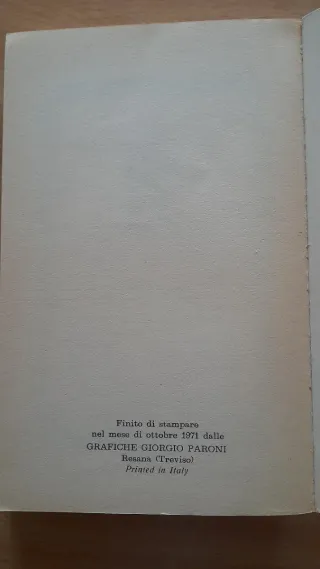 Finito di stampare
nel mese di ottobre 1971 dalle
GRAFICHE GIORGIO PARONI
Resana (Treviso)
Printed in Italy